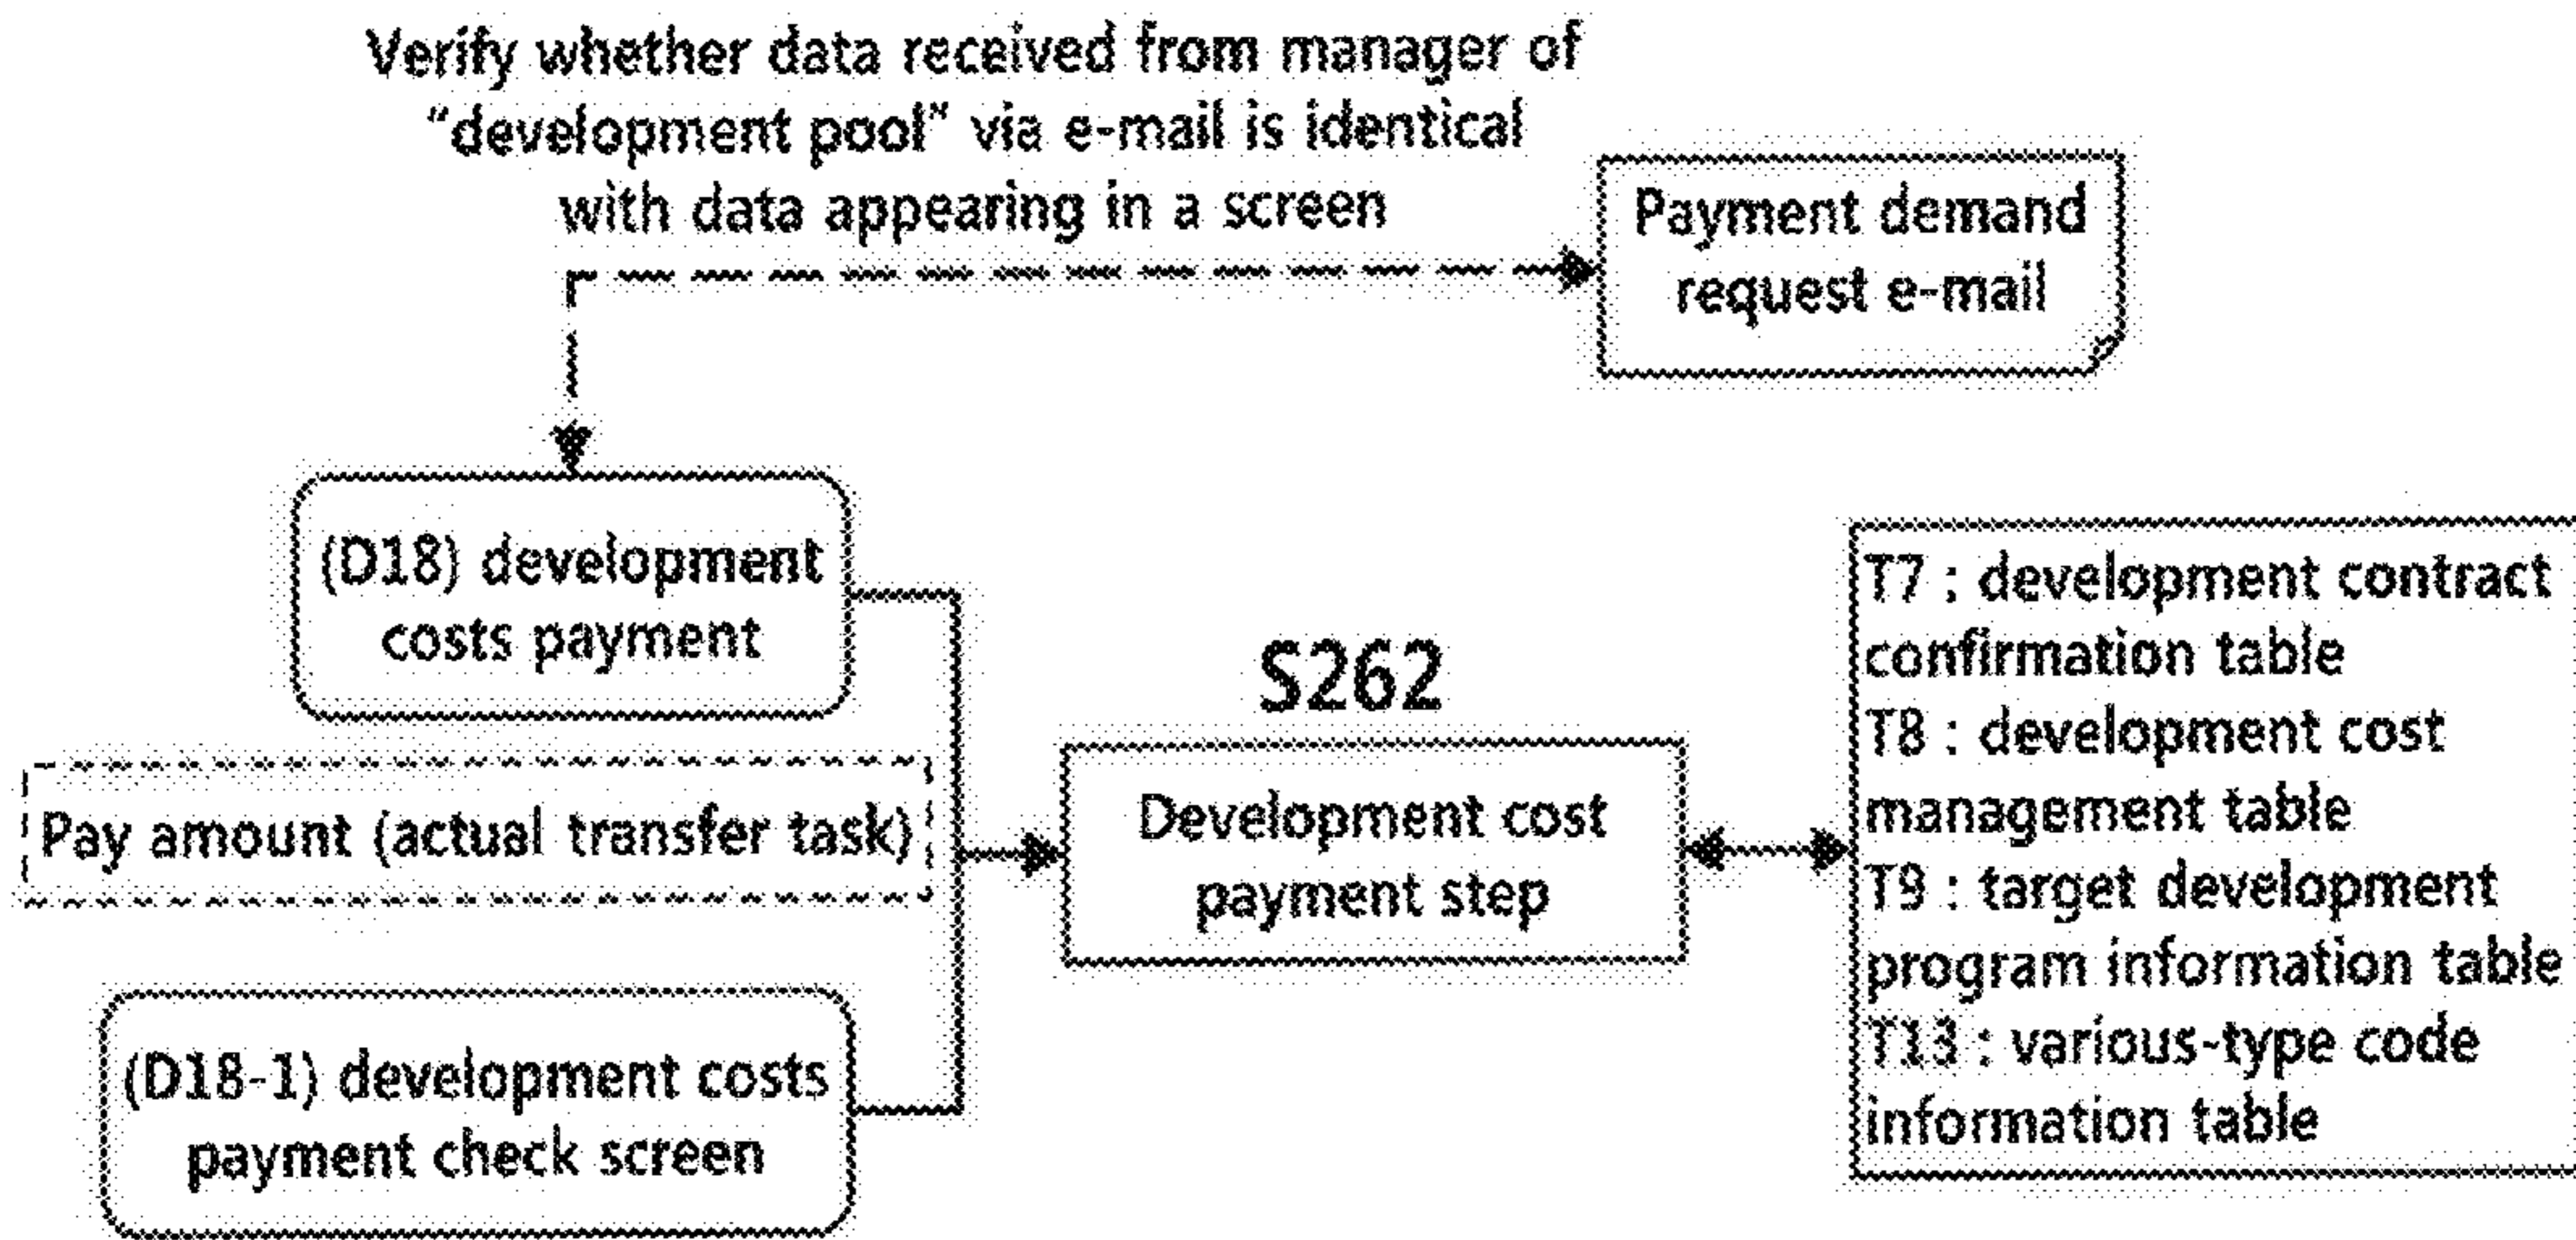 Verify whether data received from manager of
"development pool" via e-mail is identical
with data appearing in a screen
Payment demand
request e-mail
(D18) development
costs payment
S262
Pay amount (actual transfer task)
Development cost
payment step
(D18-1) development costs
payment check screen
T7 : development contract
confirmation table
T8 : development cost
management table
T9 : target development
program information table
T13 : various-type code
information table